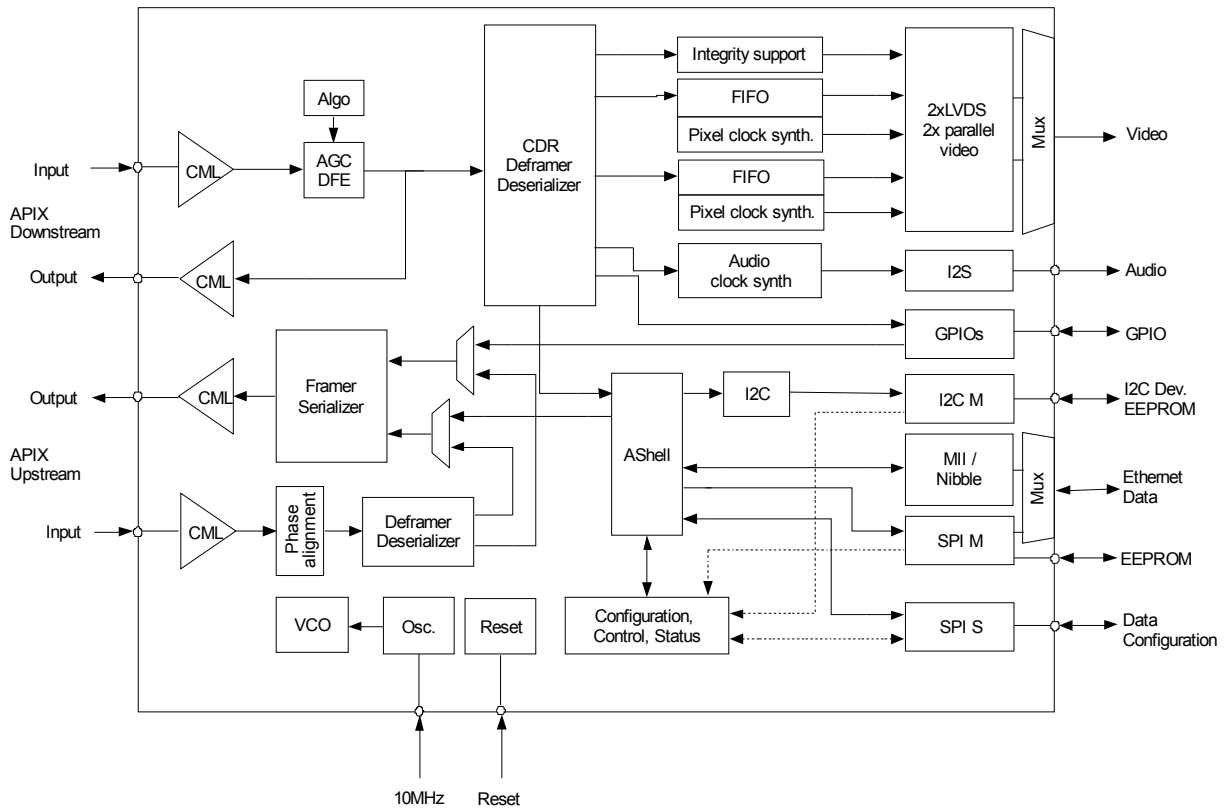 Integrity support
FIFO
Pixel clock synth.
FIFO
Pixel clock synth.
2xLVDS
2x parallel
video
Mux
Video
Algo
AGC
DFE
CML
Input
APIX
Downstream
Output
CML
CDR
Deframer
Deserializer
Audio
clock synth
I2S
Audio
GPIOs
GPIO
Output
CML
Framer
Serializer
APIX
Upstream
Input
CML
Phase
alignment
Deframer
Deserializer
AShell
I2C
I2C M
I2C Dev.
EEPROM
MII /
Nibble
Mux
Ethernet
Data
SPI M
EEPROM
Configuration,
Control, Status
SPI S
Data
Configuration
VCO
Osc.
Reset
10MHz
Reset